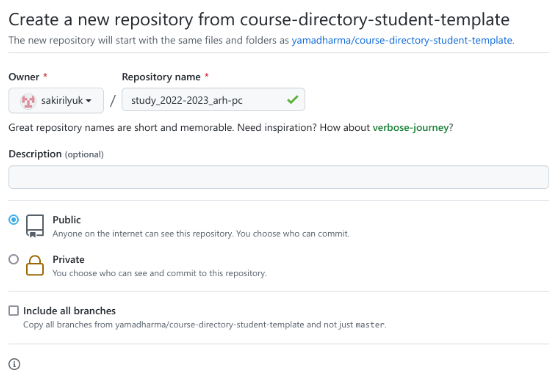 Create a new repository from course-directory-student-template
The new repository will start with the same files and folders as yamadharma/course-directory-student-template.
Owner * Repository name *
sakirilyuk / study_2022-2023_arh-pc
Great repository names are short and memorable. Need inspiration? How about verbose-journey?
Description (optional)
Public
Anyone on the internet can see this repository. You choose who can commit.
Private
You choose who can see and commit to this repository.
Include all branches
Copy all branches from yamadharma/course-directory-student-template and not just master.